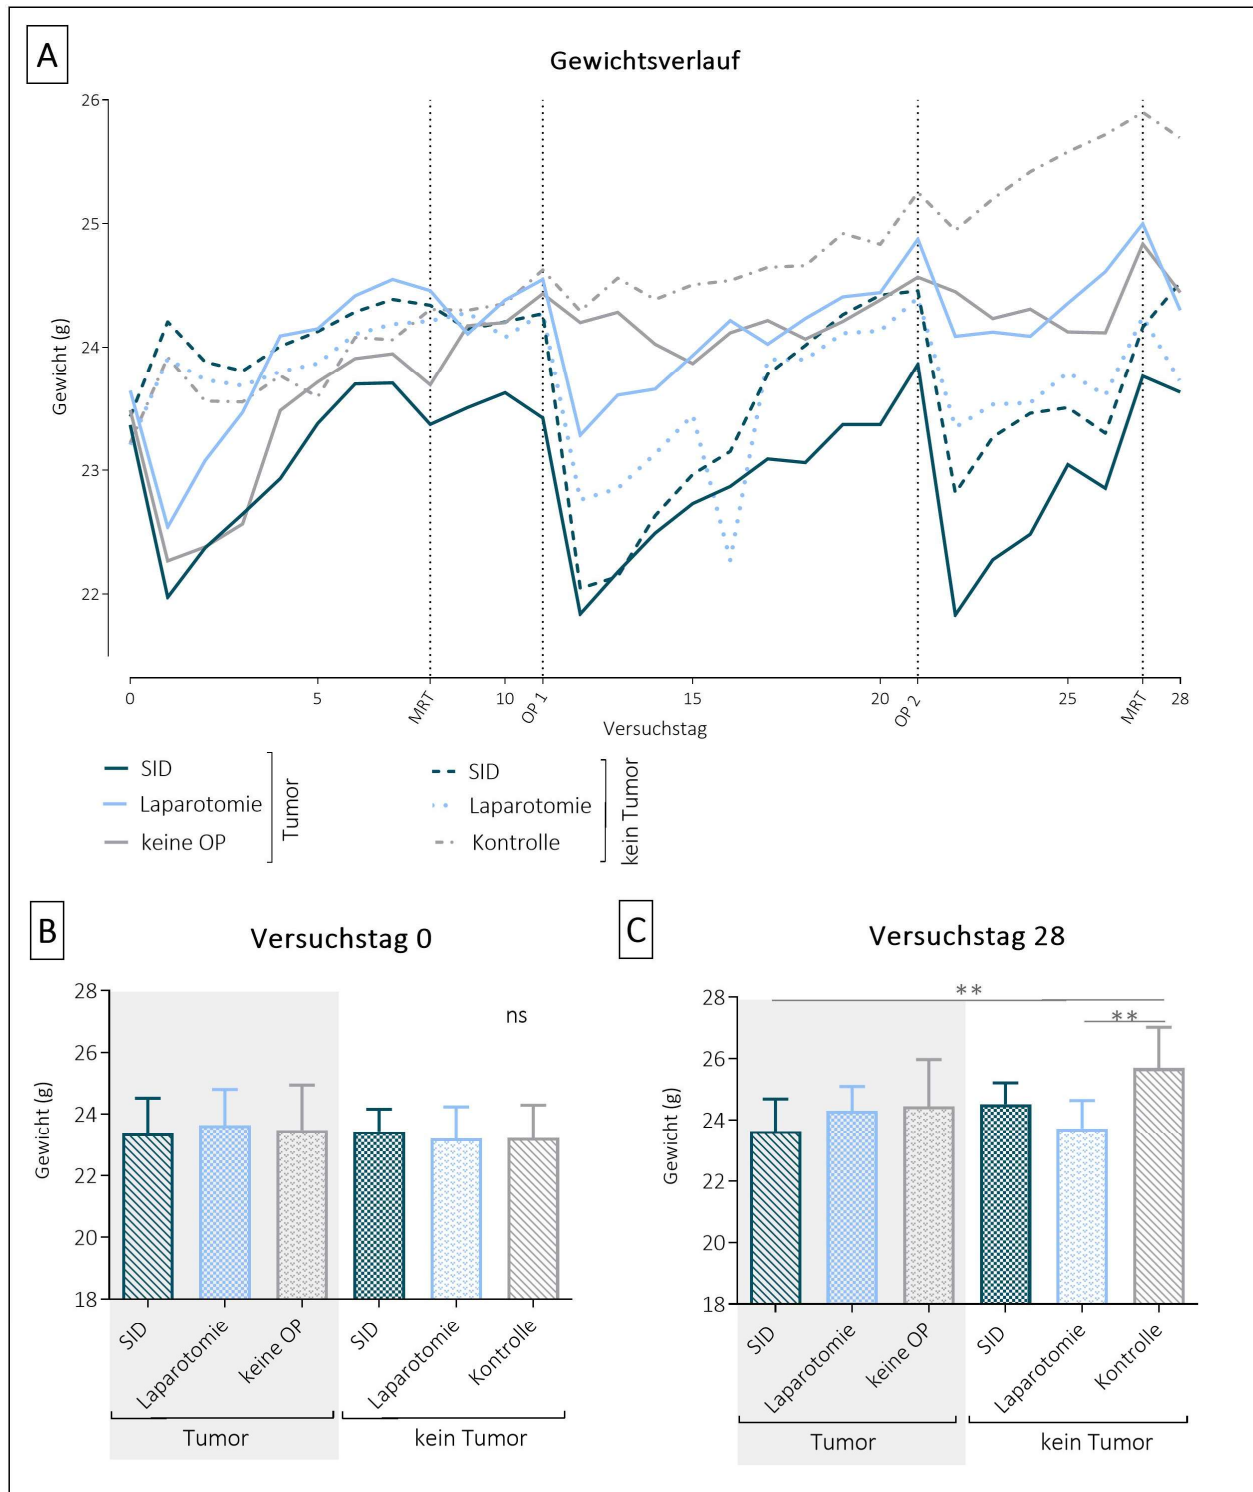 A
Gewichtsverlauf
26
25
24
23
22
Gewicht (g)
0 5 MRT 10 OP 1 15 20 OP 2 25 MRT 28
Versuchstag
SID
Laparotomie
keine OP
Tumor
SID
Laparotomie
Kontrolle
kein Tumor
B
Versuchstag 0
28
26
24
22
20
18
Gewicht (g)
ns
SID Laparotomie keine OP SID Laparotomie Kontrolle
Tumor kein Tumor
C
Versuchstag 28
28
26
24
22
20
18
Gewicht (g)
**
**
SID Laparotomie keine OP SID Laparotomie Kontrolle
Tumor kein Tumor